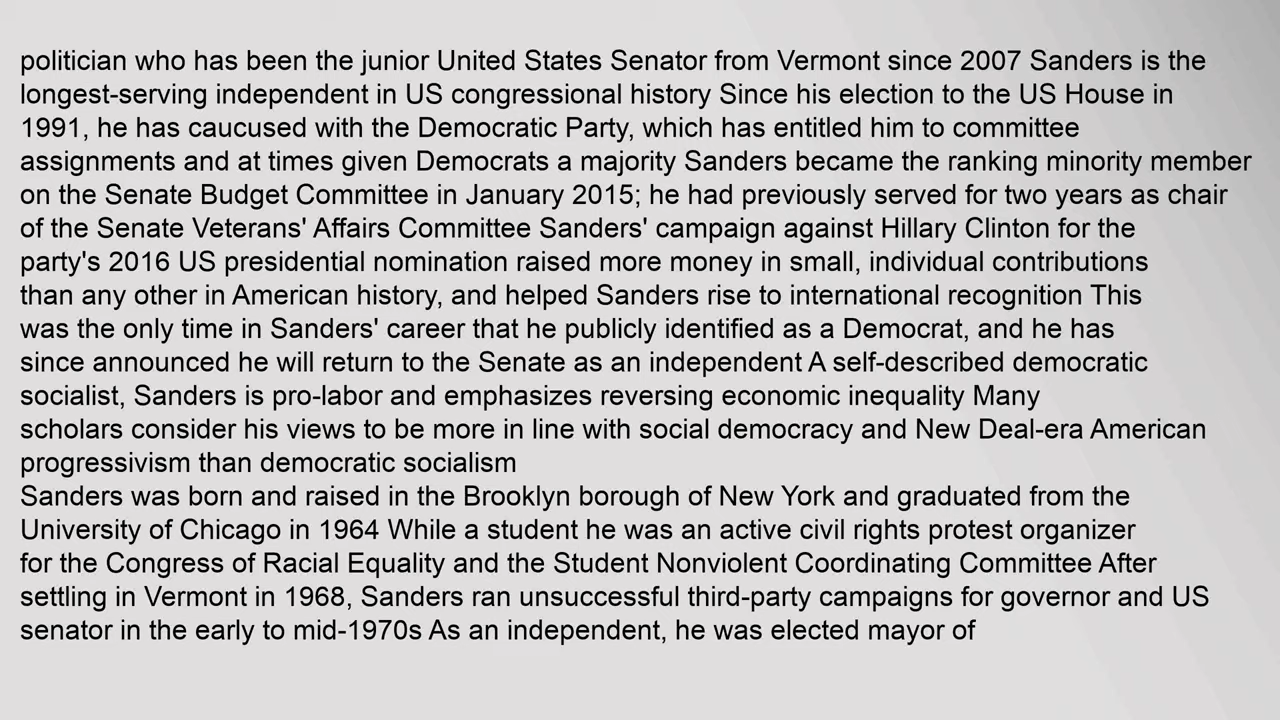 politician who has been the junior United States Senator from Vermont since 2007 Sanders is the
longest-serving independent in US congressional history Since his election to the US House in
1991, he has caucused with the Democratic Party, which has entitled him to committee
assignments and at times given Democrats a majority Sanders became the ranking minority member
on the Senate Budget Committee in January 2015; he had previously served for two years as chair
of the Senate Veterans' Affairs Committee Sanders' campaign against Hillary Clinton for the
party's 2016 US presidential nomination raised more money in small, individual contributions
than any other in American history, and helped Sanders rise to international recognition This
was the only time in Sanders' career that he publicly identified as a Democrat, and he has
since announced he will return to the Senate as an independent A self-described democratic
socialist, Sanders is pro-labor and emphasizes reversing economic inequality Many
scholars consider his views to be more in line with social democracy and New Deal-era American
progressivism than democratic socialism
Sanders was born and raised in the Brooklyn borough of New York and graduated from the
University of Chicago in 1964 While a student he was an active civil rights protest organizer
for the Congress of Racial Equality and the Student Nonviolent Coordinating Committee After
settling in Vermont in 1968, Sanders ran unsuccessful third-party campaigns for governor and US
senator in the early to mid-1970s As an independent, he was elected mayor of